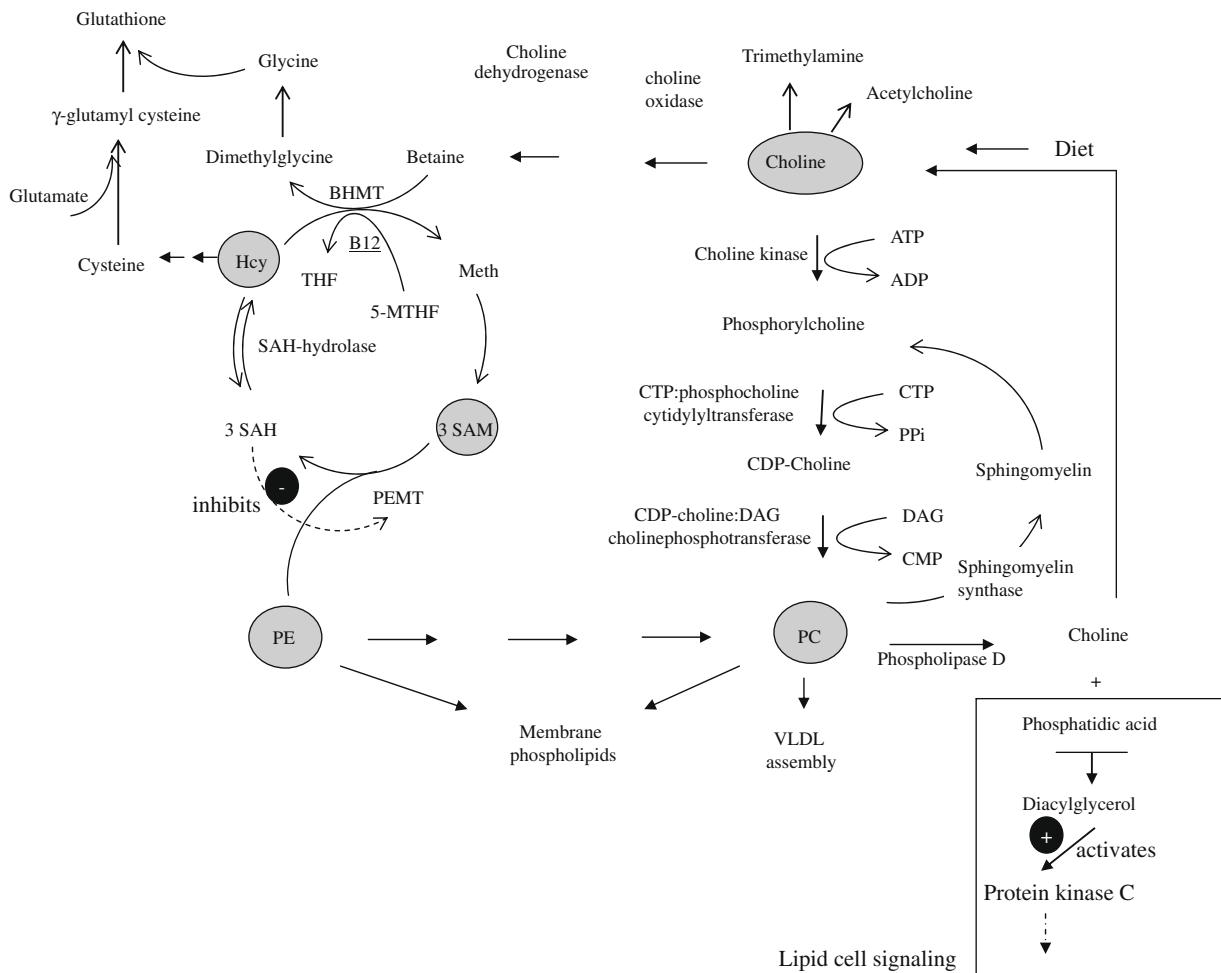 Glutathione
Glycine
γ-glutamyl cysteine
Dimethylglycine
Betaine
Glutamate
BHMT
B12
Cysteine
Hcy
THF
Meth
5-MTHF
SAH-hydrolase
3 SAH
3 SAM
inhibits
-
PEMT
PE
Choline
dehydrogenase
choline
oxidase
Trimethylamine
Acetylcholine
Choline
Diet
Choline kinase
ATP
ADP
Phosphorylcholine
CTP:phosphocholine
cytidylyltransferase
CTP
PPi
CDP-Choline
Sphingomyelin
CDP-choline:DAG
cholinephosphotransferase
DAG
CMP
Sphingomyelin
synthase
PC
Phospholipase D
Choline
+
Membrane
phospholipids
VLDL
assembly
Phosphatidic acid
Diacylglycerol
+
activates
Protein kinase C
Lipid cell signaling